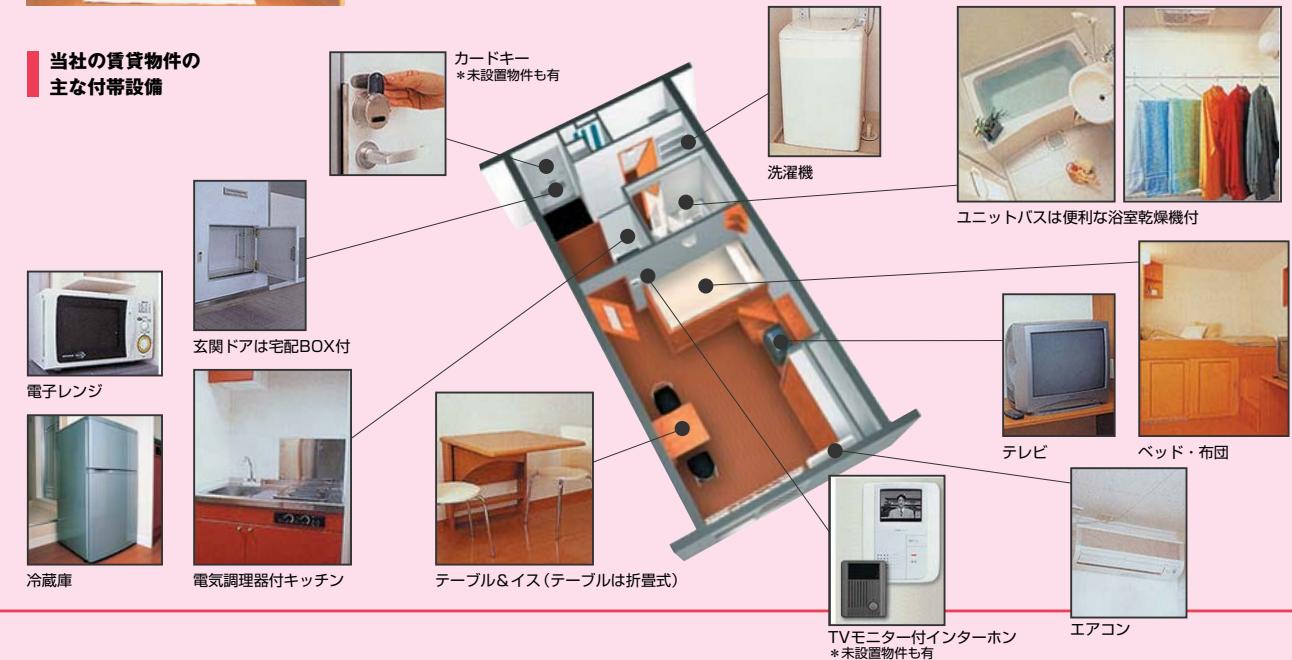 当社の賃貸物件の
主な付帯設備
カードキー
＊未設置物件も有
洗濯機
ユニットバスは便利な浴室乾燥機付
玄関ドアは宅配BOX付
電子レンジ
冷蔵庫
電気調理器付キッチン
テーブル＆イス（テーブルは折畳式）
テレビ
ベッド・布団
TVモニター付インターホン
＊未設置物件も有
エアコン